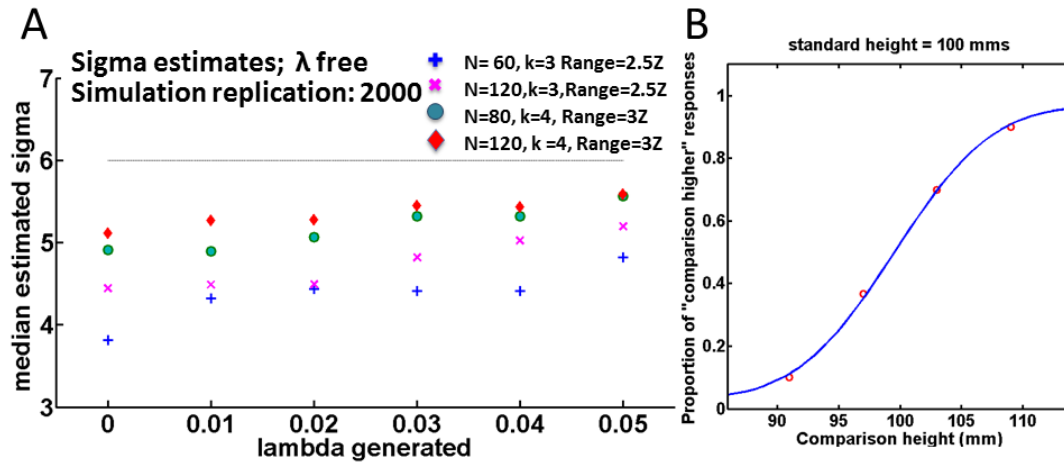 A
Sigma estimates; λ free
Simulation replication: 2000
N= 60, k=3 Range=2.5Z
N=120,k=3,Range=2.5Z
N=80, k=4, Range=3Z
N=120, k =4, Range=3Z
median estimated sigma
7
6
5
4
3
0 0.01 0.02 0.03 0.04 0.05
lambda generated
B
standard height = 100 mms
Proportion of "comparison higher" responses
1
0.8
0.6
0.4
0.2
0
90 95 100 105 110
Comparison height (mm)